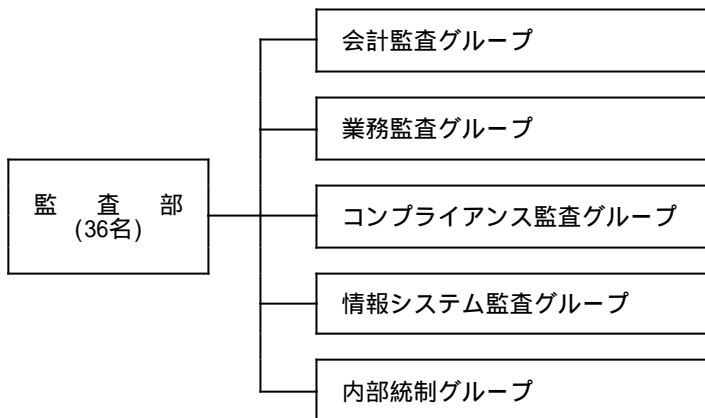 会計監査グループ
業務監査グループ
監査部
(36名)
コンプライアンス監査グループ
情報システム監査グループ
内部統制グループ